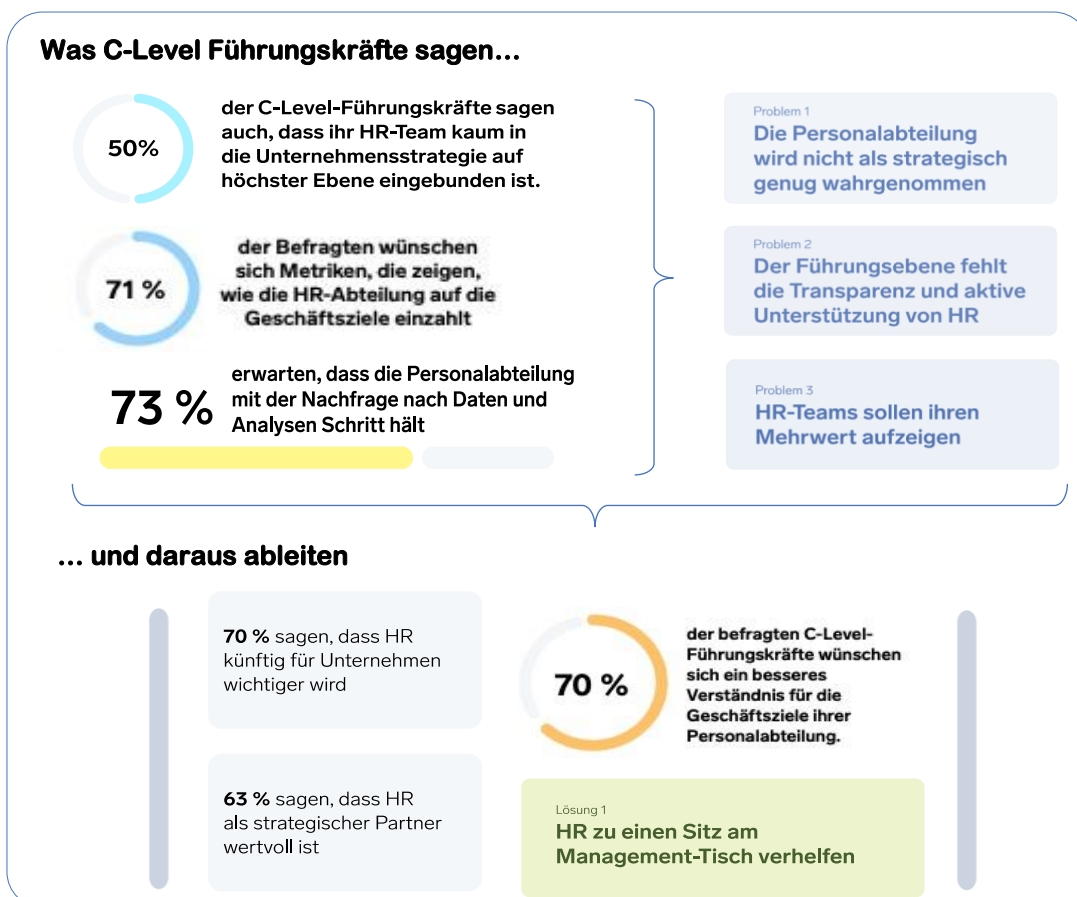 Was C-Level Führungskräfte sagen...
50%
der C-Level-Führungskräfte sagen
auch, dass ihr HR-Team kaum in
die Unternehmensstrategie auf
höchster Ebene eingebunden ist.
71 %
der Befragten wünschen
sich Metriken, die zeigen,
wie die HR-Abteilung auf die
Geschäftsziele einzahlt
73 %
erwarten, dass die Personalabteilung
mit der Nachfrage nach Daten und
Analysen Schritt hält
Problem 1
Die Personalabteilung
wird nicht als strategisch
genug wahrgenommen
Problem 2
Der Führungsebene fehlt
die Transparenz und aktive
Unterstützung von HR
Problem 3
HR-Teams sollen ihren
Mehrwert aufzeigen
... und daraus ableiten
70 % sagen, dass HR
künftig für Unternehmen
wichtiger wird
63 % sagen, dass HR
als strategischer Partner
wertvoll ist
70 %
der befragten C-Level-
Führungskräfte wünschen
sich ein besseres
Verständnis für die
Geschäftsziele ihrer
Personalabteilung.
Lösung 1
HR zu einen Sitz am
Management-Tisch verhelfen